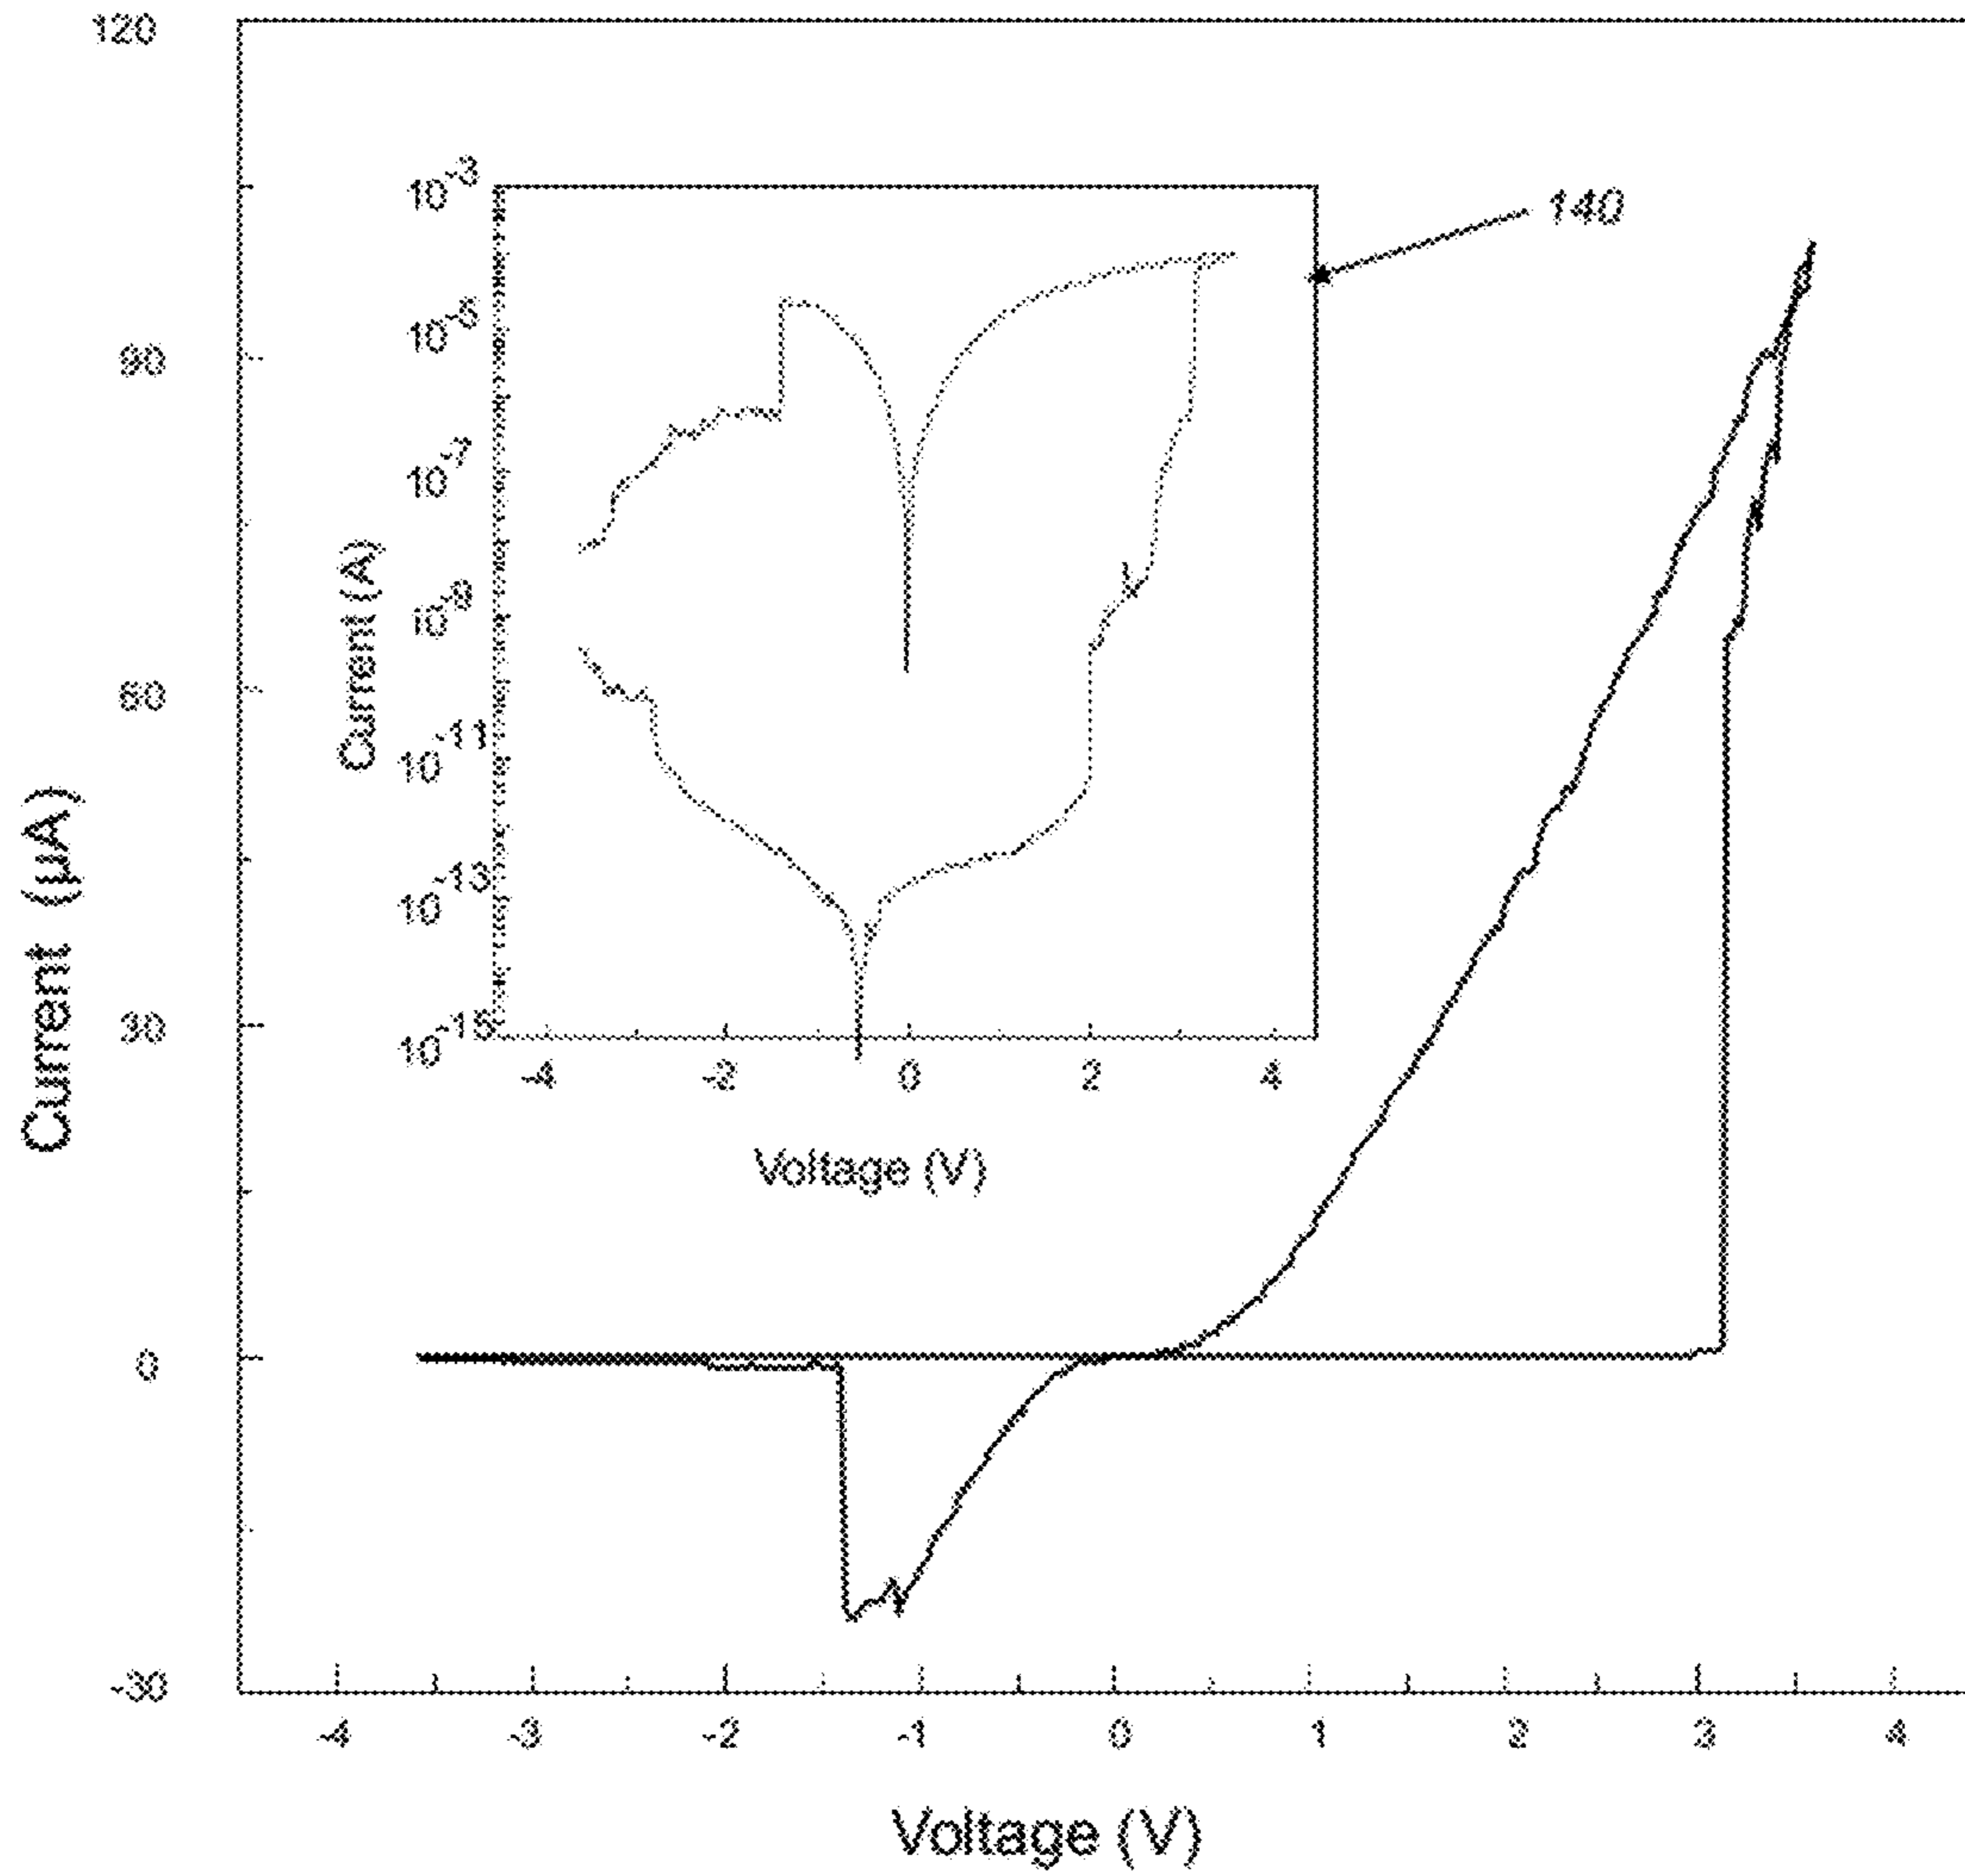 120
10-3
140
10-5
90
10-7
10-9
Current (A)
60
10-11
10-13
Current (µA)
30
10-15
-4 -2 0 2 4
Voltage (V)
0
-30
-4 -3 -2 -1 0 1 2 3 4
Voltage (V)